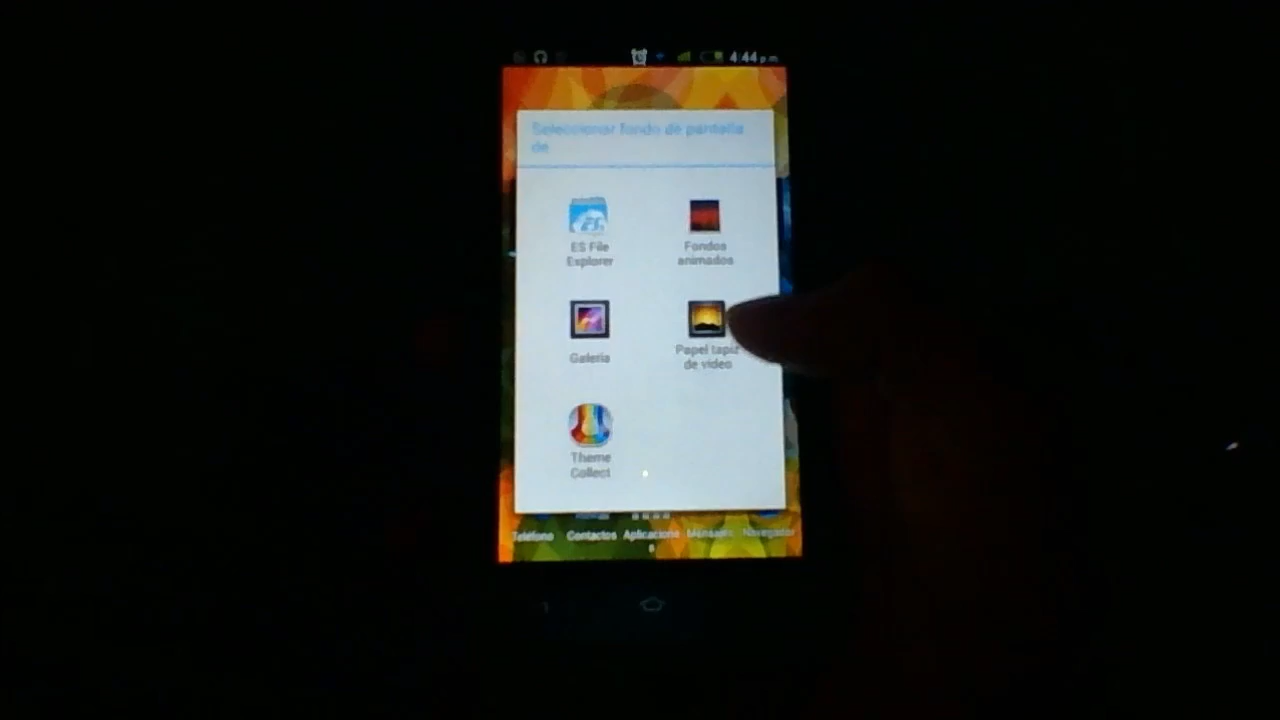 4:44 p.m.
Seleccionar fondo de pantalla
de
ES File
Explorer
Fondos
animados
Galería
Papel tapiz
de video
Theme
Collect
Teléfono Contactos Aplicacione Mensajes Navegador
s